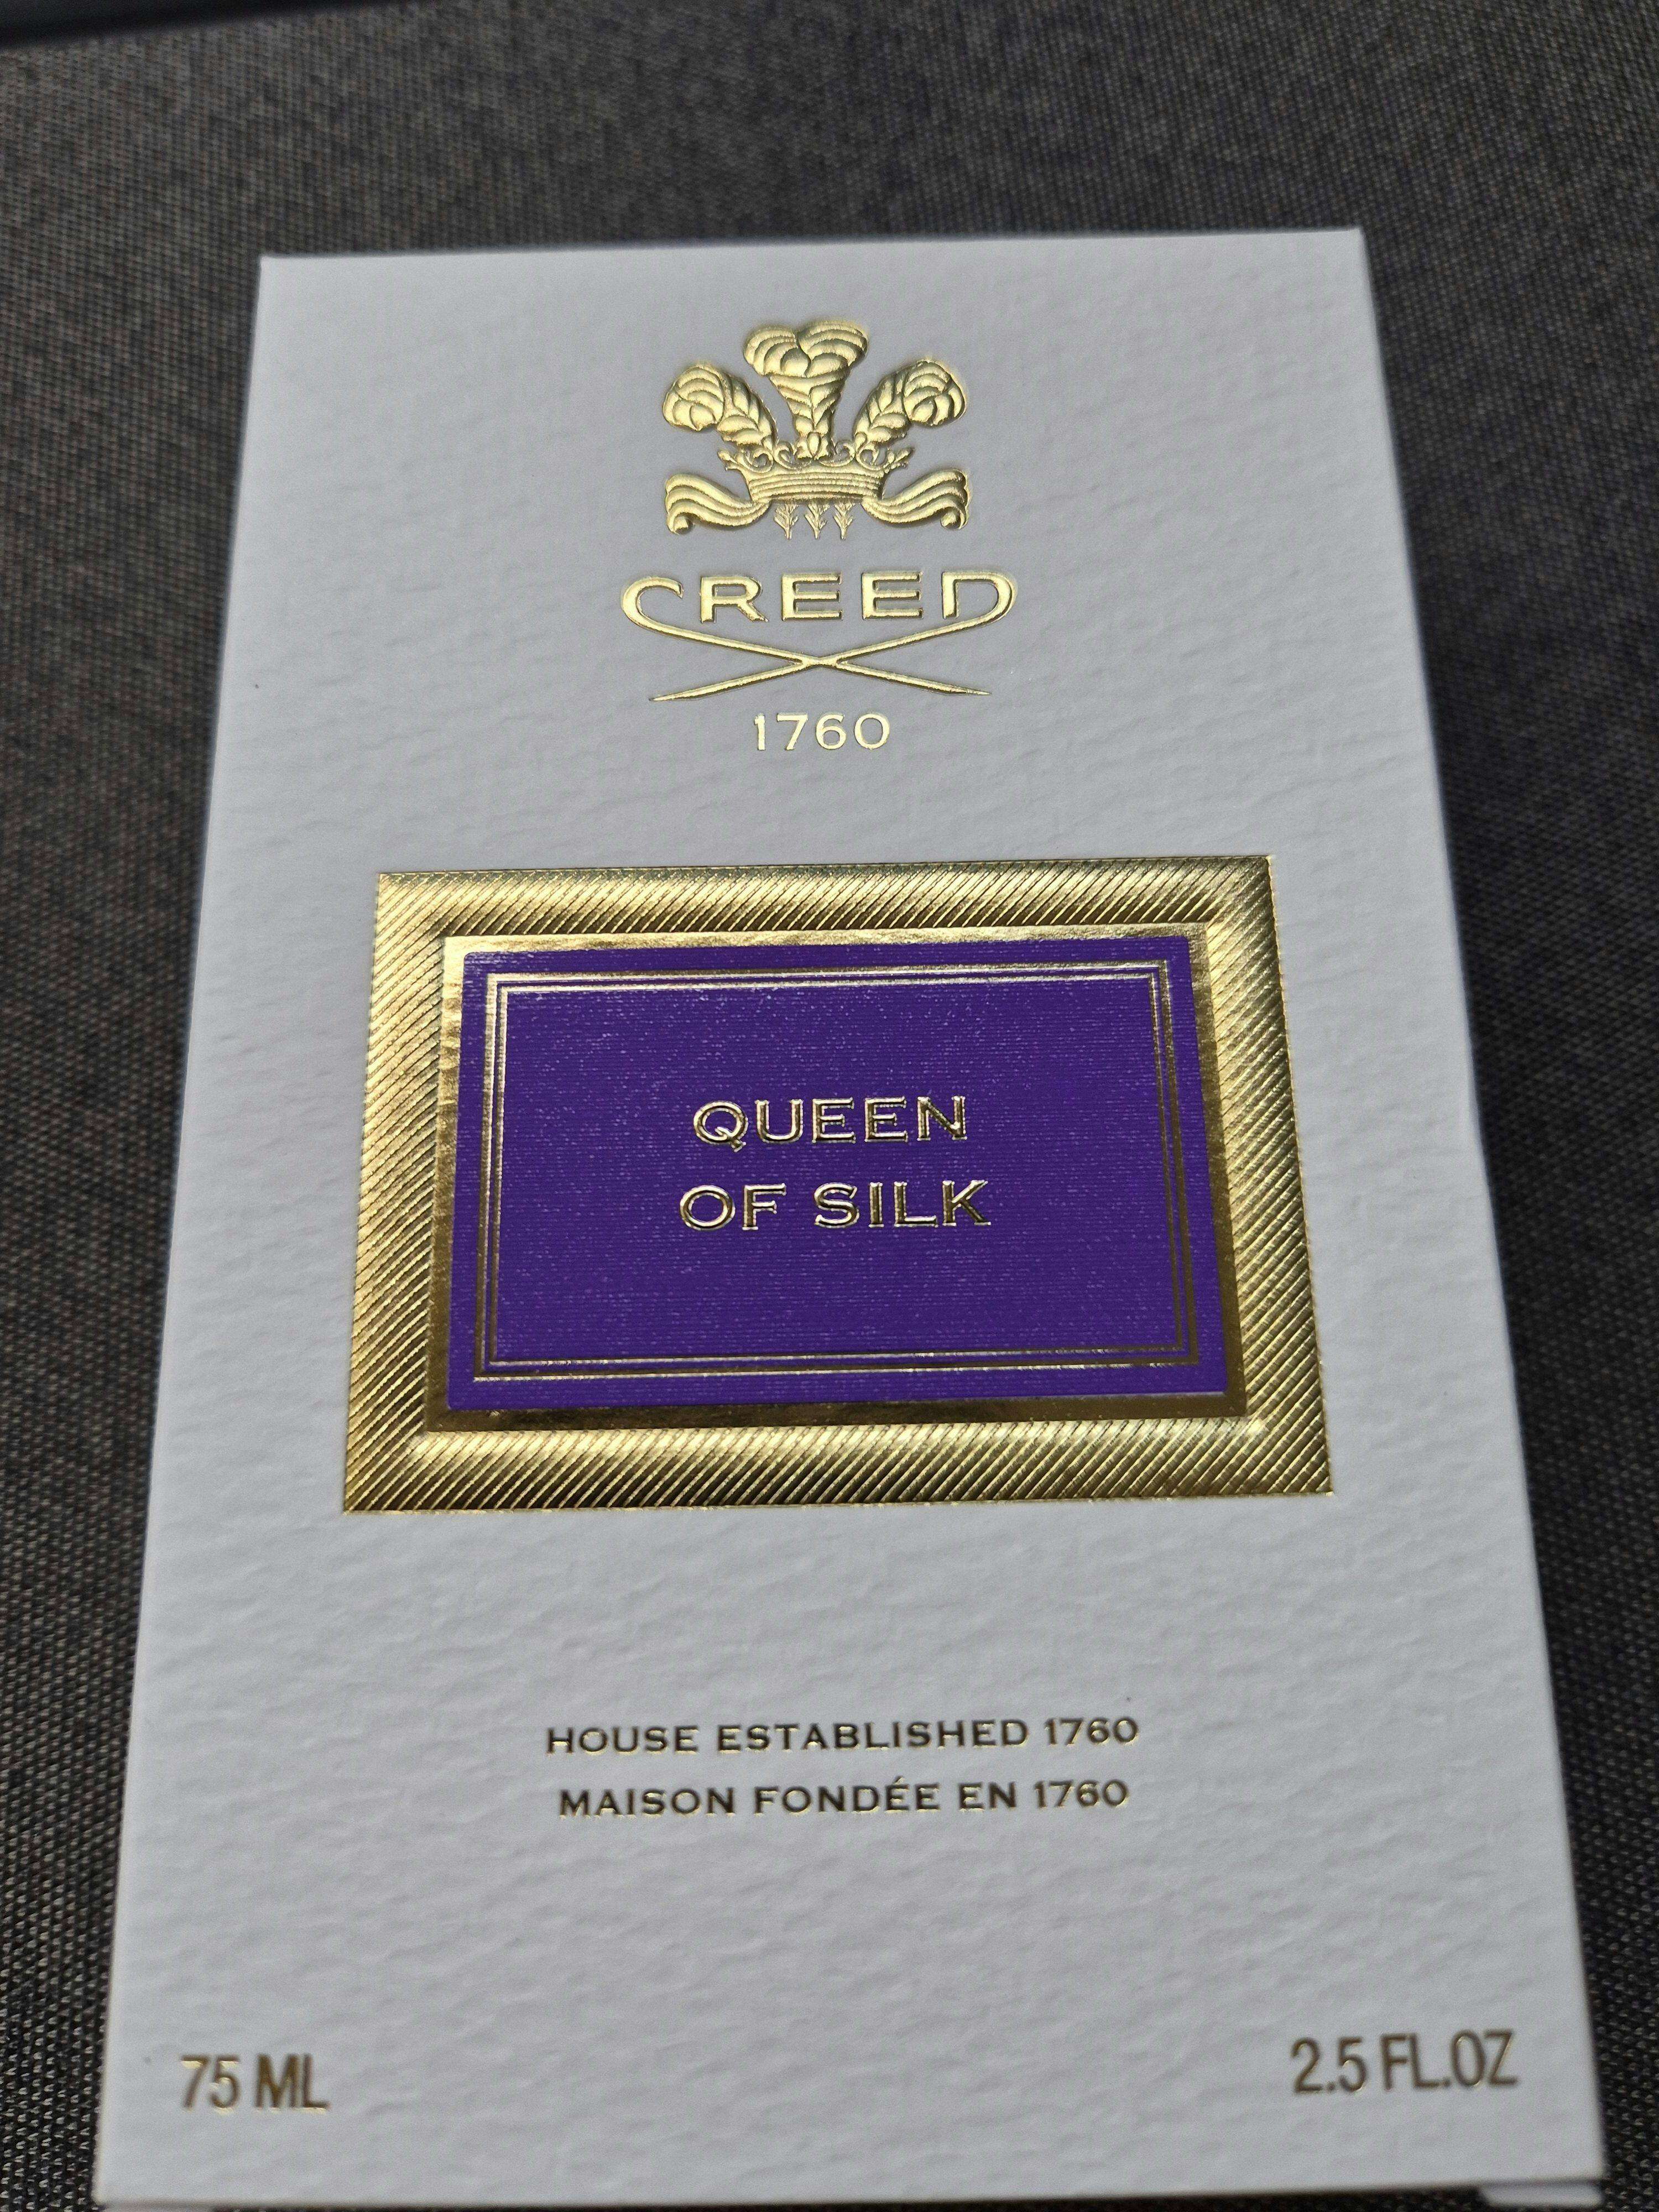 CREED
1760
QUEEN
OF SILK
HOUSE ESTABLISHED 1760
MAISON FONDÉE EN 1760
75 ML
2.5 FL.OZ